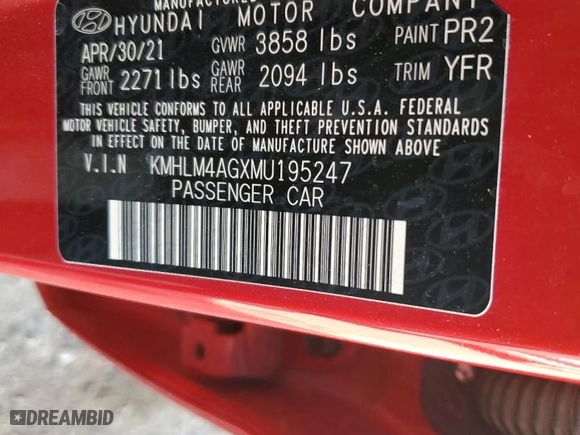 MANUFACTURED
HYUNDAI MOTOR COMPANY
APR/30/21 GVWR 3858 lbs PAINT PR2
GAWR FRONT 2271 lbs GAWR REAR 2094 lbs TRIM YFR
THIS VEHICLE CONFORMS TO ALL APPLICABLE U.S.A. FEDERAL
MOTOR VEHICLE SAFETY, BUMPER, AND THEFT PREVENTION STANDARDS
IN EFFECT ON THE DATE OF MANUFACTURE SHOWN ABOVE
V.I.N KMHLM4AGXMU195247
PASSENGER CAR
DREAMBID